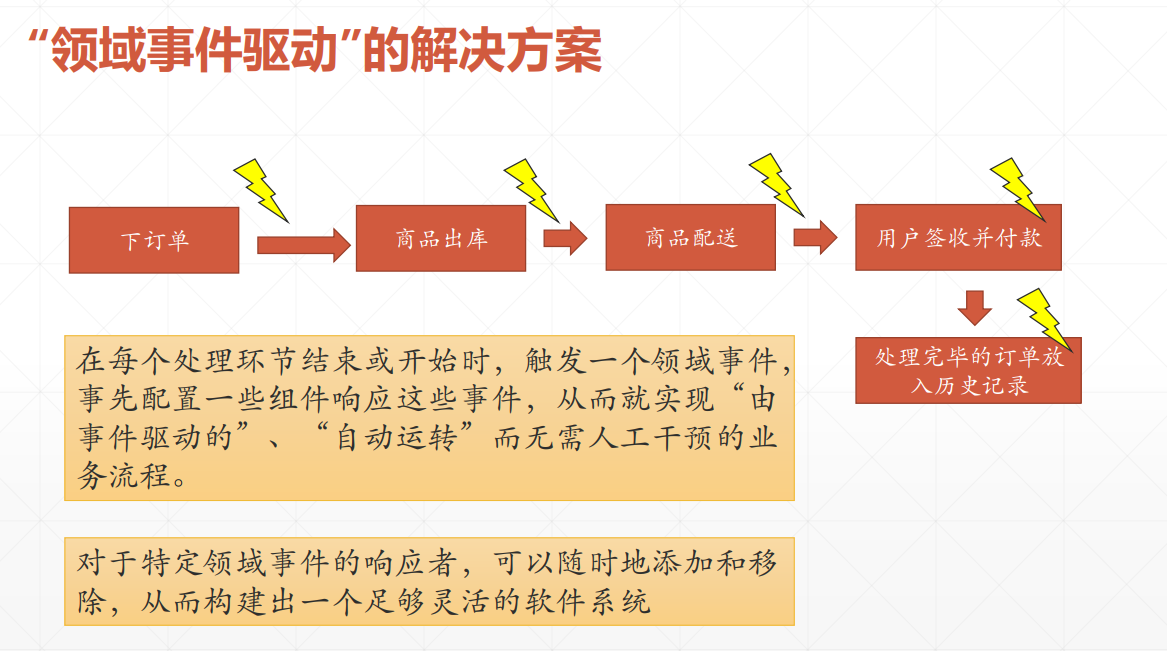 “领域事件驱动”的解决方案
下订单
商品出库
商品配送
用户签收并付款
处理完毕的订单放
入历史记录
在每个处理环节结束或开始时，触发一个领域事件，
事先配置一些组件响应这些事件，从而就实现“由
事件驱动的”、“自动运转”而无需人工干预的业
务流程。
对于特定领域事件的响应者，可以随时地添加和移
除，从而构建出一个足够灵活的软件系统